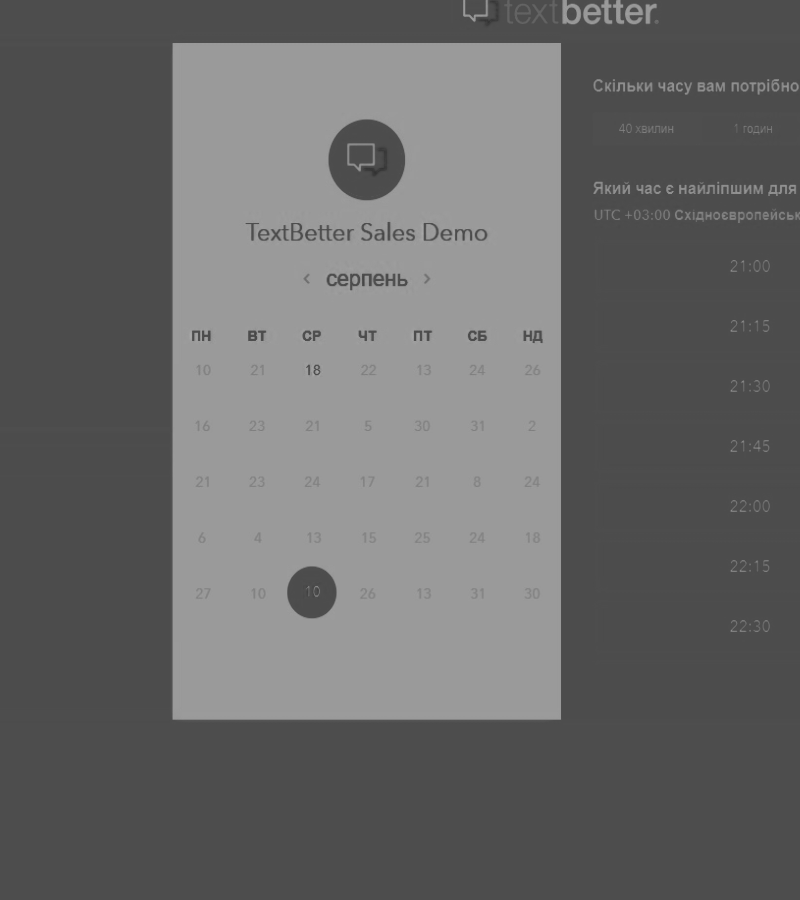 textbetter.
TextBetter Sales Demo
серпень
ПН ВТ СР ЧТ ПТ СБ НД
10 21 18 22 13 24 26
16 23 21 5 30 31 2
21 23 24 17 21 8 24
6 4 13 15 25 24 18
27 10 10 26 13 31 30
Скільки часу вам потрібно
40 хвилин 1 годин
Який час є найліпшим для
UTC +03:00 Східноєвропейськ
21:00
21:15
21:30
21:45
22:00
22:15
22:30